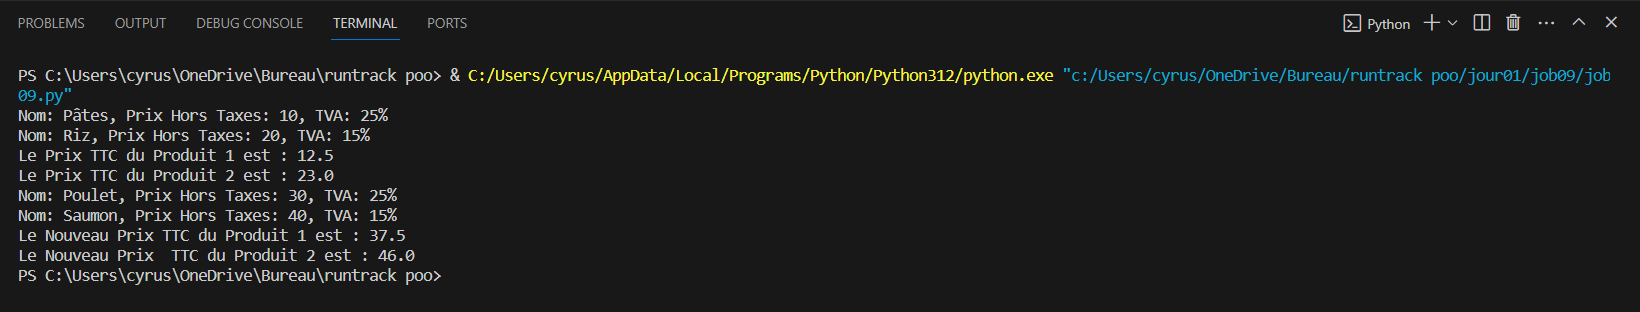 PROBLEMS OUTPUT DEBUG CONSOLE TERMINAL PORTS Python
PS C:\Users\cyrus\OneDrive\Bureau\runtrack poo> & C:/Users/cyrus/AppData/Local/Programs/Python/Python312/python.exe "c:/Users/cyrus/OneDrive/Bureau/runtrack poo/jour01/job09/job
09.py"
Nom: Pâtes, Prix Hors Taxes: 10, TVA: 25%
Nom: Riz, Prix Hors Taxes: 20, TVA: 15%
Le Prix TTC du Produit 1 est : 12.5
Le Prix TTC du Produit 2 est : 23.0
Nom: Poulet, Prix Hors Taxes: 30, TVA: 25%
Nom: Saumon, Prix Hors Taxes: 40, TVA: 15%
Le Nouveau Prix TTC du Produit 1 est : 37.5
Le Nouveau Prix  TTC du Produit 2 est : 46.0
PS C:\Users\cyrus\OneDrive\Bureau\runtrack poo>